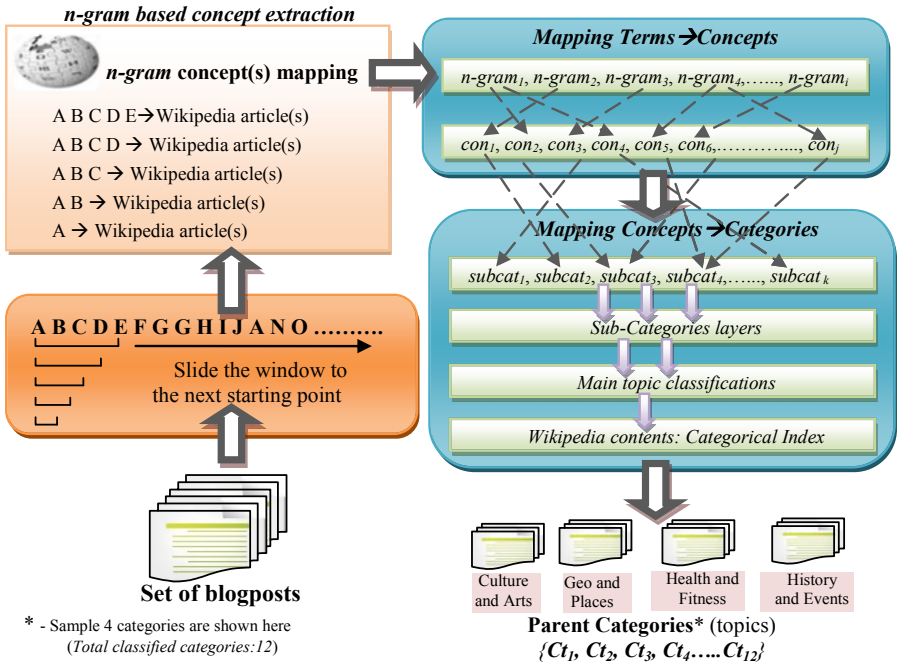 n-gram based concept extraction
n-gram concept(s) mapping
A B C D E→Wikipedia article(s)
A B C D → Wikipedia article(s)
A B C → Wikipedia article(s)
A B → Wikipedia article(s)
A → Wikipedia article(s)
A B C D E F G G H I J A N O ……….
Slide the window to
the next starting point
Set of blogposts
* - Sample 4 categories are shown here
(Total classified categories:12)
Mapping Terms→Concepts
n-gram1, n-gram2, n-gram3, n-gram4,……, n-grami
con1, con2, con3, con4, con5, con6,…………..., conj
Mapping Concepts→Categories
subcat1, subcat2, subcat3, subcat4,…..., subcat k
Sub-Categories layers
Main topic classifications
Wikipedia contents: Categorical Index
Culture
and Arts
Geo and
Places
Health and
Fitness
History
and Events
Parent Categories* (topics)
{Ct1, Ct2, Ct3, Ct4…..Ct12}